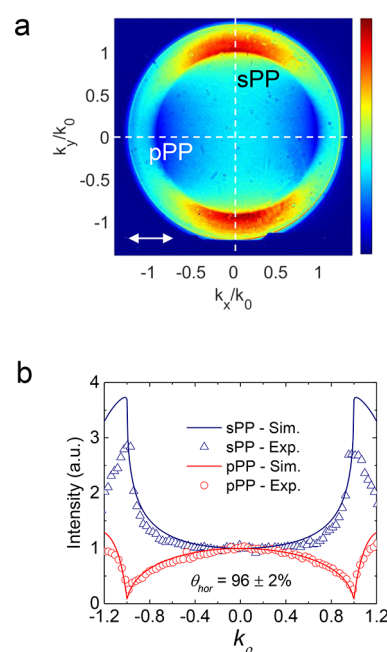 a
1
0.5
0
-0.5
-1
k_y/k_0
sPP
pPP
-1 -0.5 0 0.5 1
k_x/k_0
b
4
3
2
1
0
Intensity (a.u.)
sPP - Sim.
sPP - Exp.
pPP - Sim.
pPP - Exp.
θ_hor = 96 ± 2%
-1.2 -0.8 -0.4 0.0 0.4 0.8 1.2